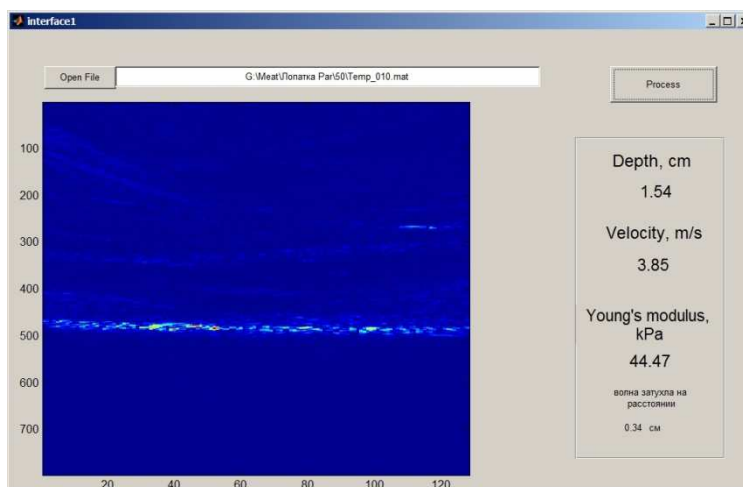 interface1
Open File
G:\Meat\Лопатка Par\50\Temp_010.mat
Process
100
200
300
400
500
600
700
20 40 60 80 100 120
Depth, cm
1.54
Velocity, m/s
3.85
Young's modulus,
kPa
44.47
волна затухла на
расстоянии
0.34 см